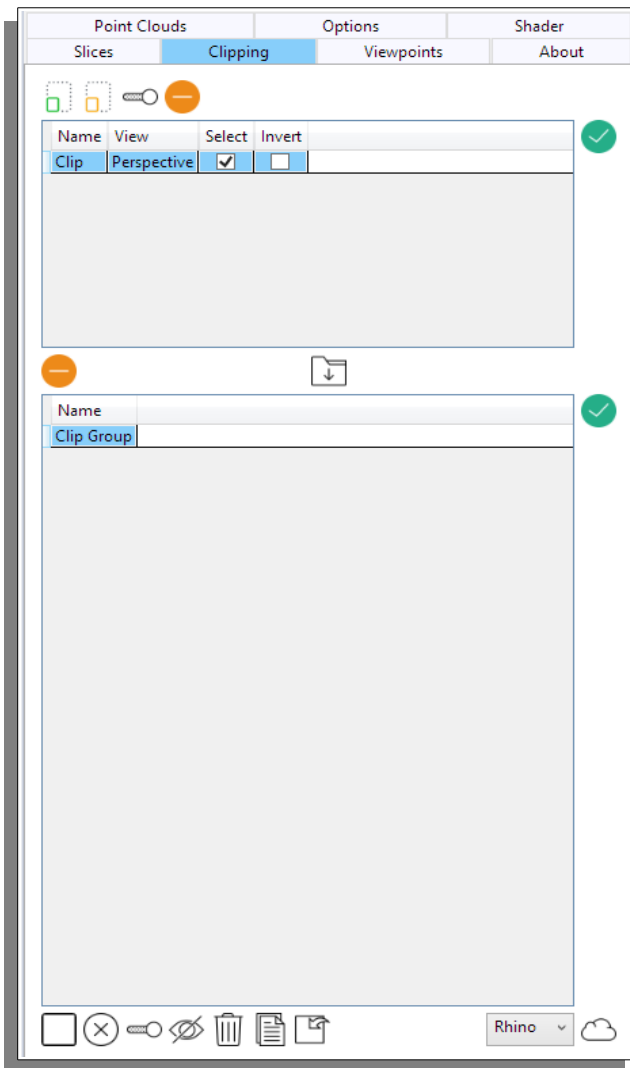 Point Clouds Options Shader
Slices Clipping Viewpoints About
Name View Select Invert
Clip Perspective
Name
Clip Group
Rhino